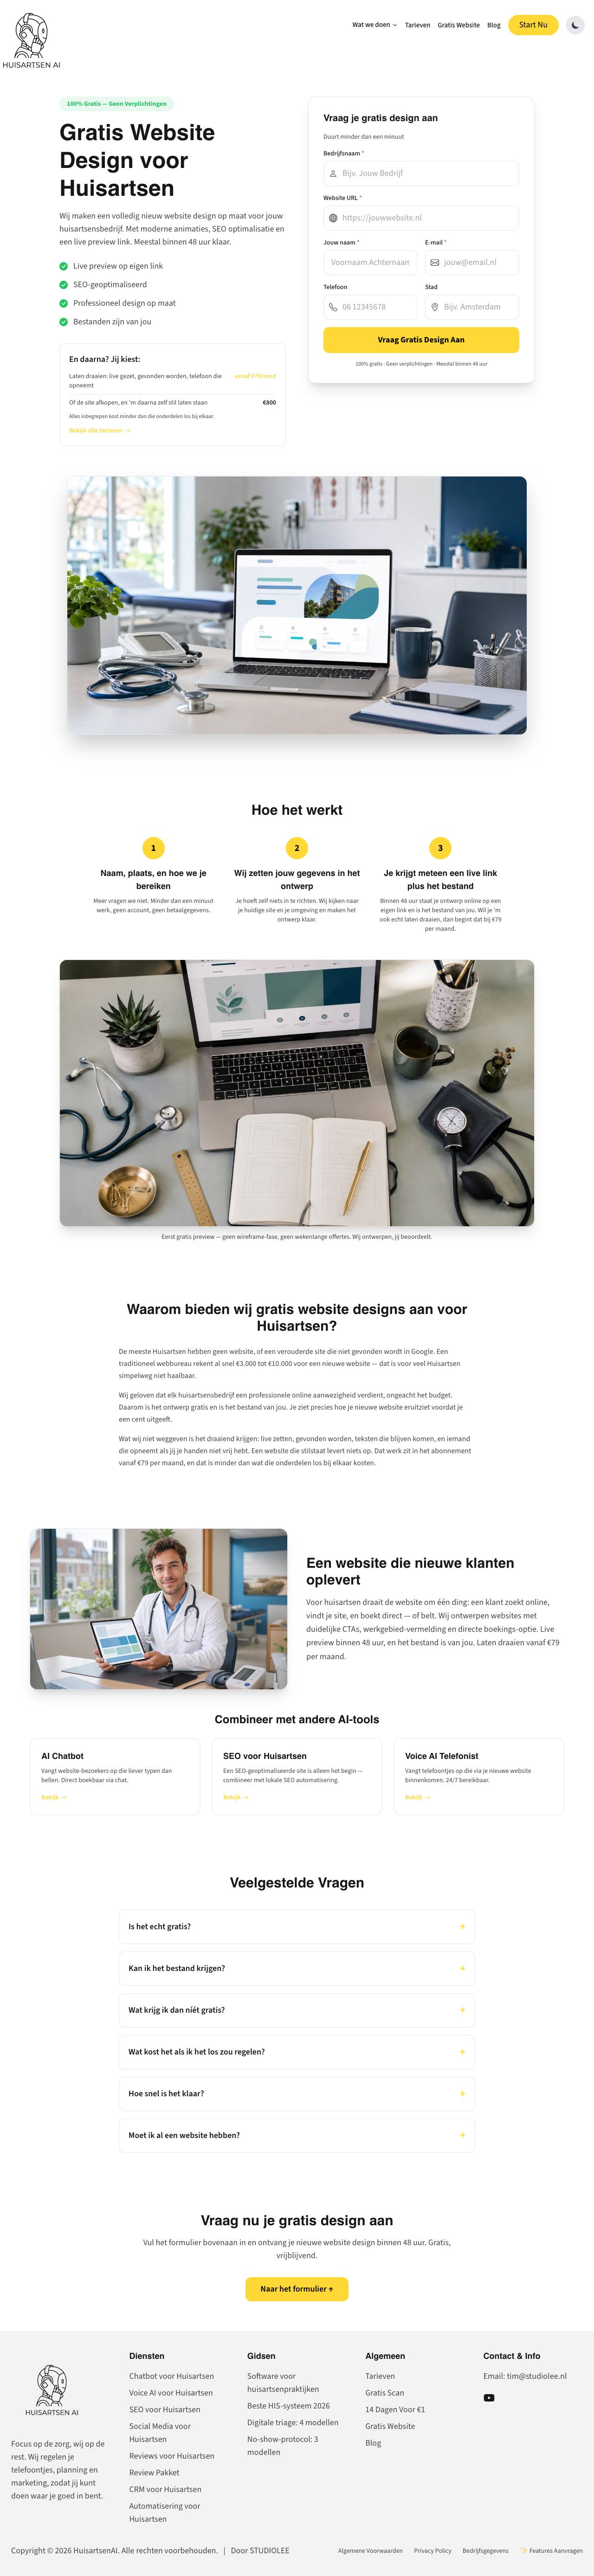 HUISARTSEN AI
Wat we doen
Tarieven
Gratis Website
Blog
Start Nu
100% Gratis — Geen Verplichtingen
Gratis Website
Design voor
Huisartsen
Wij maken een volledig nieuw website design op maat voor jouw
huisartsensbedrijf. Met moderne animaties, SEO optimalisatie en
een live preview link. Meestal binnen 48 uur klaar.
Live preview op eigen link
SEO-geoptimaliseerd
Professioneel design op maat
Bestanden zijn van jou
En daarna? Jij kiest:
Laten draaien: live gezet, gevonden worden, telefoon die
opneemt
vanaf €79/mnd
Of de site afkopen, en 'm daarna zelf stil laten staan
€800
Alles inbegrepen kost minder dan die onderdelen los bij elkaar.
Bekijk alle tarieven →
Vraag je gratis design aan
Duurt minder dan een minuut
Bedrijfsnaam *
Bijv. Jouw Bedrijf
Website URL *
https://jouwwebsite.nl
Jouw naam *
E-mail *
Voornaam Achternaam
jouw@email.nl
Telefoon
Stad
06 12345678
Bijv. Amsterdam
Vraag Gratis Design Aan
100% gratis · Geen verplichtingen · Meestal binnen 48 uur
Hoe het werkt
1
Naam, plaats, en hoe we je
bereiken
Meer vragen we niet. Minder dan een minuut
werk, geen account, geen betaalgegevens.
2
Wij zetten jouw gegevens in het
ontwerp
Je hoeft zelf niets in te richten. Wij kijken naar
je huidige site en je omgeving en maken het
ontwerp klaar.
3
Je krijgt meteen een live link
plus het bestand
Binnen 48 uur staat je ontwerp online op een
eigen link en is het bestand van jou. Wil je 'm
ook echt laten draaien, dan begint dat bij €79
per maand.
Eerst gratis preview — geen wireframe-fase, geen wekenlange offertes. Wij ontwerpen, jij beoordeelt.
Waarom bieden wij gratis website designs aan voor
Huisartsen?
De meeste Huisartsen hebben geen website, of een verouderde site die niet gevonden wordt in Google. Een
traditioneel webbureau rekent al snel €3.000 tot €10.000 voor een nieuwe website — dat is voor veel Huisartsen
simpelweg niet haalbaar.
Wij geloven dat elk huisartsensbedrijf een professionele online aanwezigheid verdient, ongeacht het budget.
Daarom is het ontwerp gratis en is het bestand van jou. Je ziet precies hoe je nieuwe website eruitziet voordat je
een cent uitgeeft.
Wat wij niet weggeven is het draaiend krijgen: live zetten, gevonden worden, teksten die blijven komen, en iemand
die opneemt als jij je handen niet vrij hebt. Een website die stilstaat levert niets op. Dat werk zit in het abonnement
vanaf €79 per maand, en dat is minder dan wat die onderdelen los bij elkaar kosten.
Een website die nieuwe klanten
oplevert
Voor huisartsen draait de website om één ding: een klant zoekt online,
vindt je site, en boekt direct — of belt. Wij ontwerpen websites met
duidelijke CTAs, werkgebied-vermelding en directe boekings-optie. Live
preview binnen 48 uur, en het bestand is van jou. Laten draaien vanaf €79
per maand.
Combineer met andere AI-tools
AI Chatbot
Vangt website-bezoekers op die liever typen dan
bellen. Direct boekbaar via chat.
Bekijk →
SEO voor Huisartsen
Een SEO-geoptimaliseerde site is alleen het begin —
combineer met lokale SEO automatisering.
Bekijk →
Voice AI Telefonist
Vangt telefoontjes op die via je nieuwe website
binnenkomen. 24/7 bereikbaar.
Bekijk →
Veelgestelde Vragen
Is het echt gratis?
+
Kan ik het bestand krijgen?
+
Wat krijg ik dan níét gratis?
+
Wat kost het als ik het los zou regelen?
+
Hoe snel is het klaar?
+
Moet ik al een website hebben?
+
Vraag nu je gratis design aan
Vul het formulier bovenaan in en ontvang je nieuwe website design binnen 48 uur. Gratis,
vrijblijvend.
Naar het formulier ↑
HUISARTSEN AI
Focus op de zorg, wij op de
rest. Wij regelen je
telefoontjes, planning en
marketing, zodat jij kunt
doen waar je goed in bent.
Diensten
Chatbot voor Huisartsen
Voice AI voor Huisartsen
SEO voor Huisartsen
Social Media voor
Huisartsen
Reviews voor Huisartsen
Review Pakket
CRM voor Huisartsen
Automatisering voor
Huisartsen
Gidsen
Software voor
huisartsenpraktijken
Beste HIS-systeem 2026
Digitale triage: 4 modellen
No-show-protocol: 3
modellen
Algemeen
Tarieven
Gratis Scan
14 Dagen Voor €1
Gratis Website
Blog
Contact & Info
Email: tim@studiolee.nl
Copyright © 2026 HuisartsenAI. Alle rechten voorbehouden. | Door STUDIOLEE
Algemene Voorwaarden
Privacy Policy
Bedrijfsgegevens
✨ Features Aanvragen